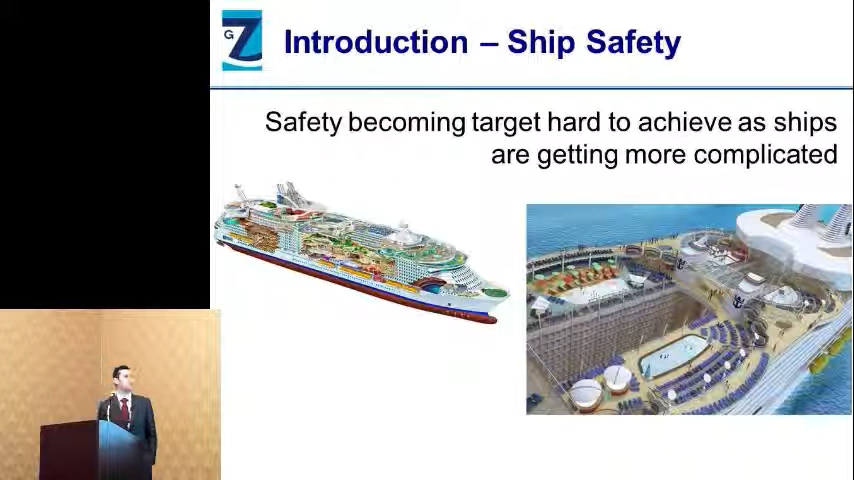 G
Z
Introduction – Ship Safety
Safety becoming target hard to achieve as ships
are getting more complicated